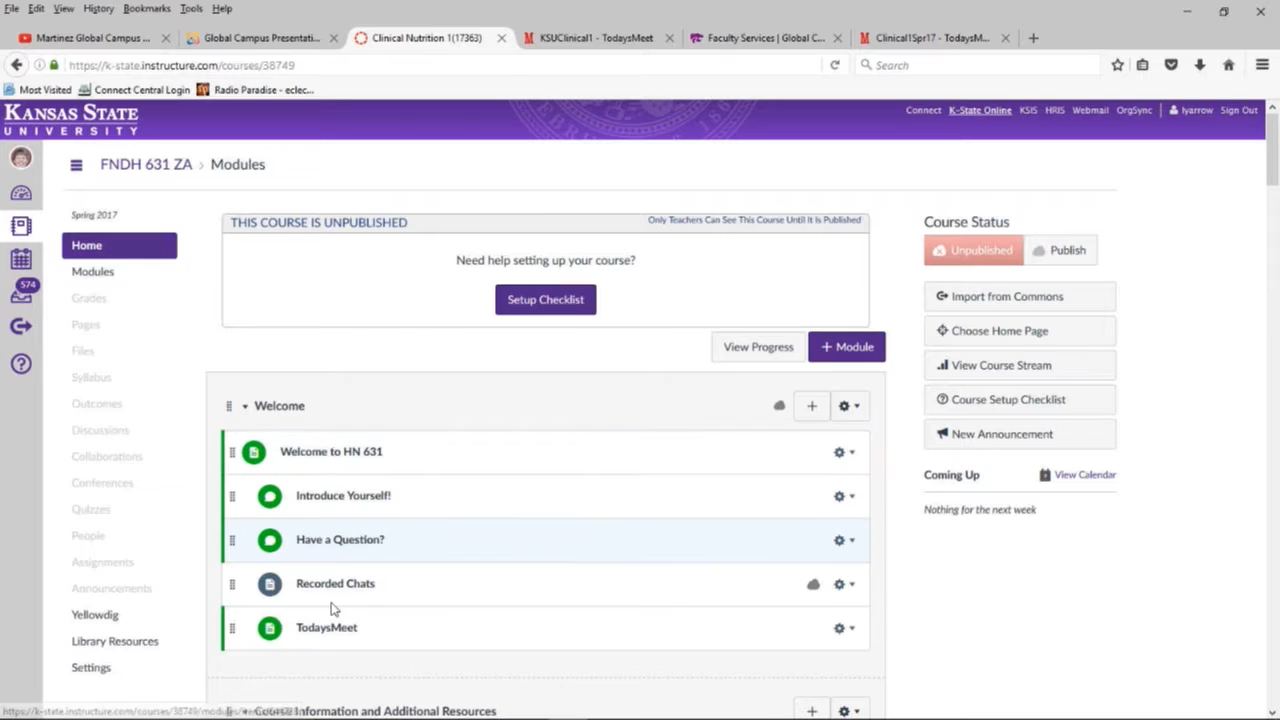 File Edit View History Bookmarks Tools Help
Martinez Global Campus ...
Global Campus Presentati...
Clinical Nutrition 1(17363)
KSUClinical1 - TodaysMeet
Faculty Services | Global C...
Clinical1Spr17 - TodaysM...
https://k-state.instructure.com/courses/38749
Search
Most Visited
Connect Central Login
Radio Paradise - eclec...
KANSAS STATE
UNIVERSITY
Connect K-State Online KSIS HRIS Webmail OrgSync lyarrow Sign Out
FNDH 631 ZA › Modules
574
Spring 2017
Home
Modules
Grades
Pages
Files
Syllabus
Outcomes
Discussions
Collaborations
Conferences
Quizzes
People
Assignments
Announcements
Yellowdig
Library Resources
Settings
THIS COURSE IS UNPUBLISHED
Only Teachers Can See This Course Until It Is Published
Need help setting up your course?
Setup Checklist
View Progress
+ Module
Welcome
Welcome to HN 631
Introduce Yourself!
Have a Question?
Recorded Chats
TodaysMeet
Course Information and Additional Resources
Course Status
Unpublished
Publish
Import from Commons
Choose Home Page
View Course Stream
Course Setup Checklist
New Announcement
Coming Up
View Calendar
Nothing for the next week